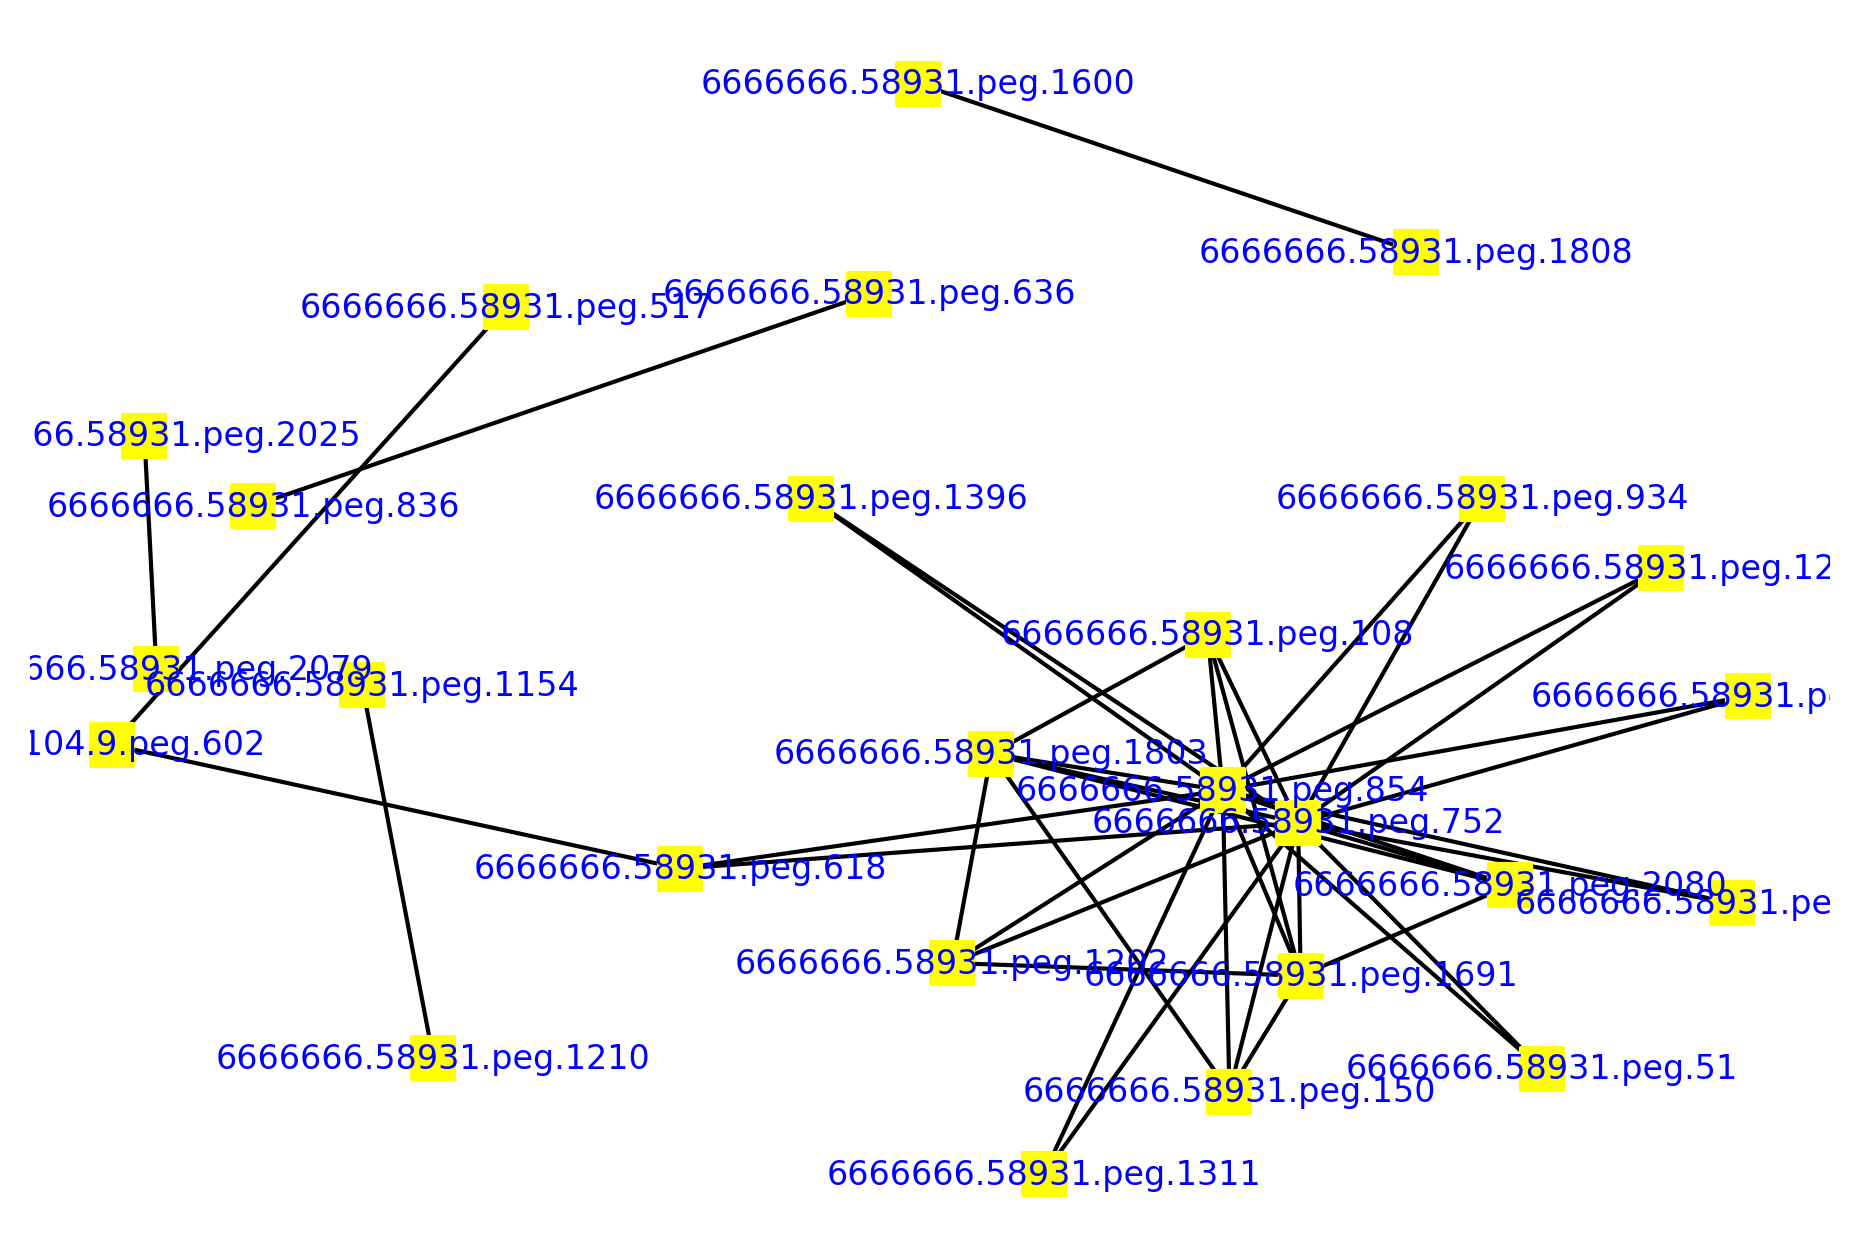 6666666.58931.peg.1600
6666666.58931.peg.1808
6666666.58931.peg.636
6666666.58931.peg.517
66.58931.peg.2025
6666666.58931.peg.836
6666666.58931.peg.1396
6666666.58931.peg.934
6666666.58931.peg.12
6666666.58931.peg.108
666.58931.peg.2079
6666666.58931.peg.1154
6666666.58931.pe
104.9.peg.602
6666666.58931.peg.1803
6666666.58931.peg.854
6666666.58931.peg.752
6666666.58931.peg.618
6666666.58931.peg.2080
6666666.58931.pe
6666666.58931.peg.1202
6666666.58931.peg.1691
6666666.58931.peg.1210
6666666.58931.peg.51
6666666.58931.peg.150
6666666.58931.peg.1311